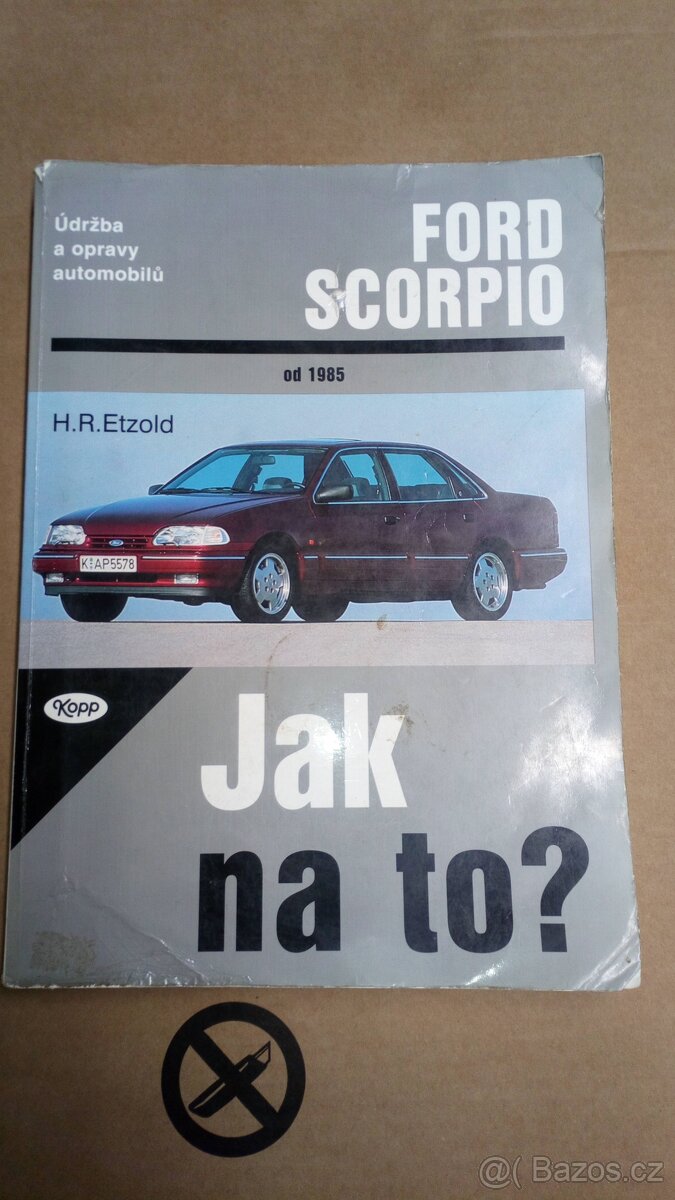 Údržba
a opravy
automobilů
FORD
SCORPIO
od 1985
H.R.Etzold
K AP5578
Kopp
Jak
na to?
@( Bazos.cz